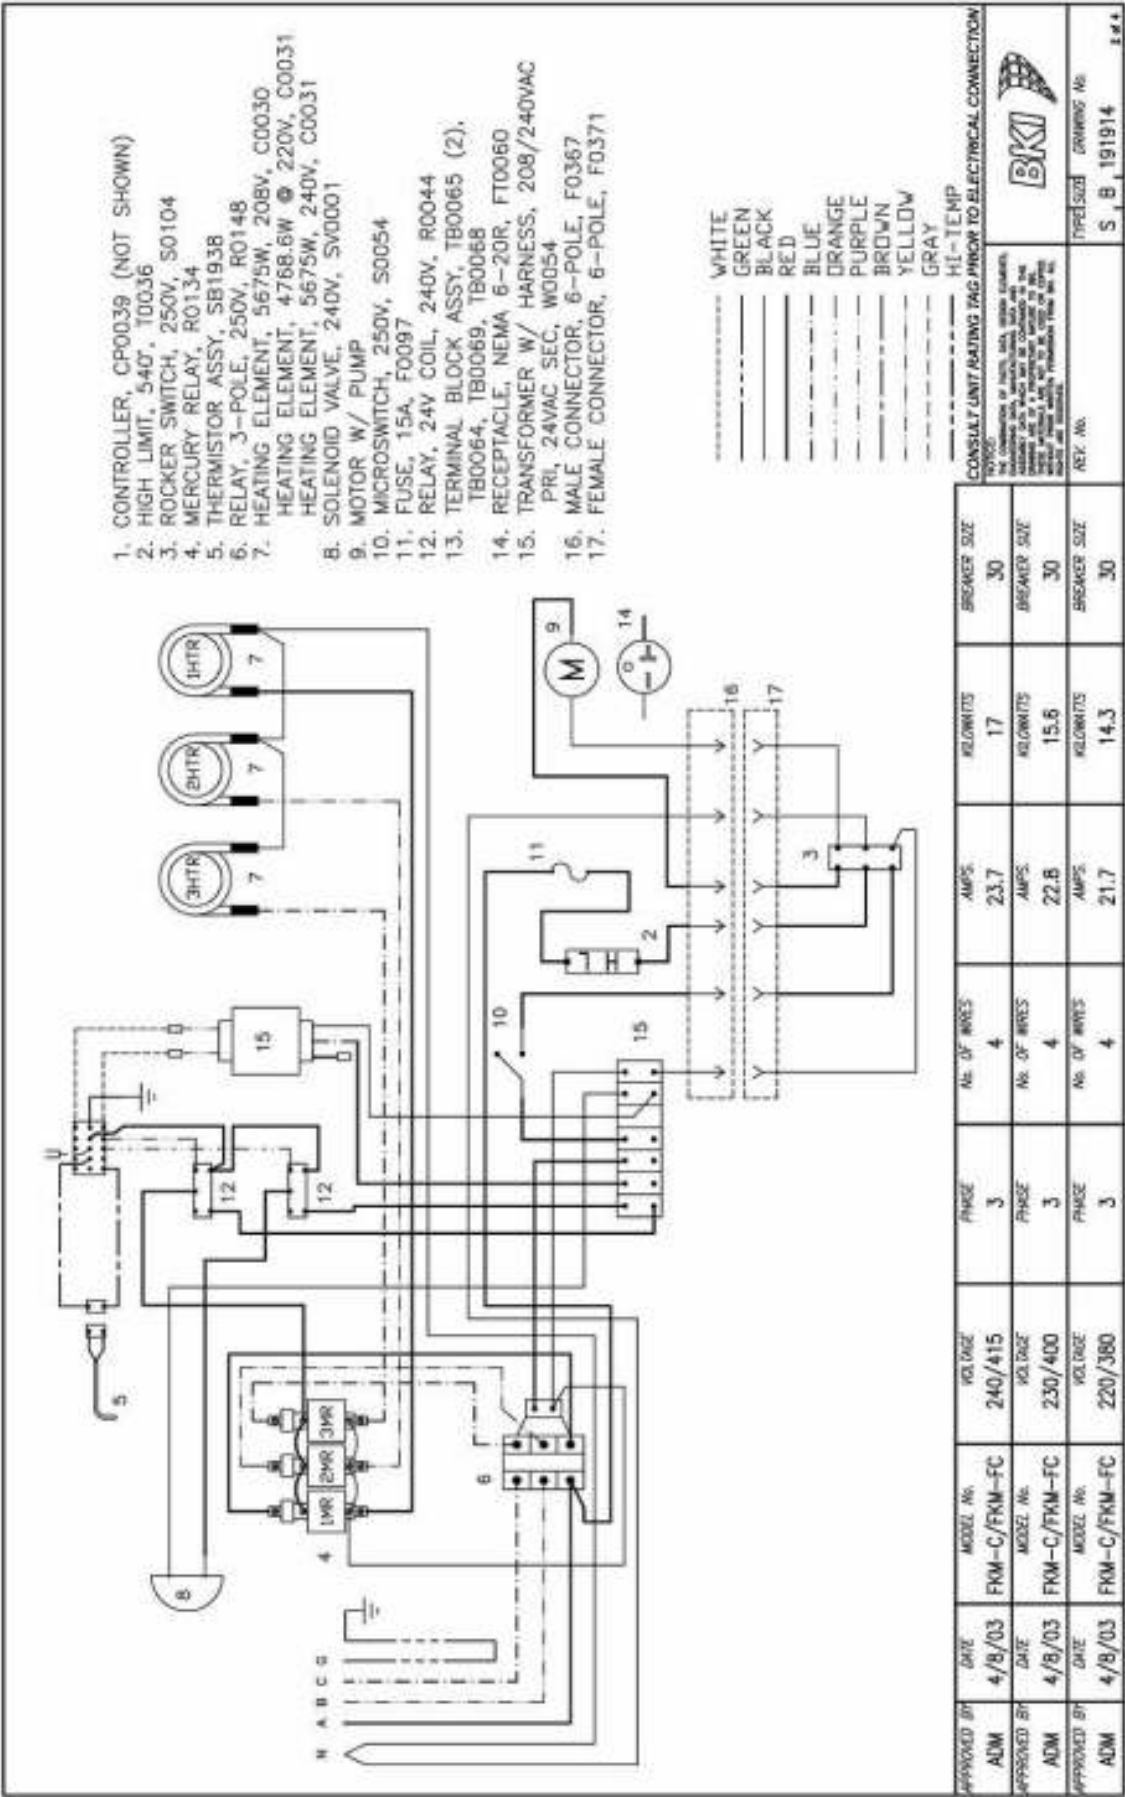 1. CONTROLLER, CP0039 (NOT SHOWN)
2. HIGH LIMIT, 540°, T0036
3. ROCKER SWITCH, 250V, S0104
4. MERCURY RELAY, R0134
5. THERMISTOR ASSY, SB1938
6. RELAY, 3-POLE, 250V, R0148
7. HEATING ELEMENT, 5675W, 208V, C0030
HEATING ELEMENT, 4768.6W @ 220V, C0031
HEATING ELEMENT, 5675W, 240V, C0031
8. SOLENOID VALVE, 240V, SV0001
9. MOTOR W/ PUMP
10. MICROSWITCH, 250V, S0054
11. FUSE, 15A, F0097
12. RELAY, 24V COIL, 240V, R0044
13. TERMINAL BLOCK ASSY, TB0065 (2),
TB0064, TB0069, TB0068
14. RECEPTACLE, NEMA 6-20R, FT0060
15. TRANSFORMER W/ HARNESS, 208/240VAC
PRI, 24VAC SEC, W0054
16. MALE CONNECTOR, 6-POLE, F0367
17. FEMALE CONNECTOR, 6-POLE, F0371
3HTR
2HTR
1HTR
7
7
7
15
12
12
5
U
8
4
1MR
2MR
3MR
6
10
11
2
15
3
9
M
14
16
17
N A B C G
WHITE
GREEN
BLACK
RED
BLUE
ORANGE
PURPLE
BROWN
YELLOW
GRAY
HI-TEMP
APPROVED BY DATE MODEL No. VOLTAGE PHASE No. OF WIRES AMPS. KILOWATTS BREAKER SIZE
ADM 4/8/03 FKM-C/FKM-FC 240/415 3 4 23.7 17 30
APPROVED BY DATE MODEL No. VOLTAGE PHASE No. OF WIRES AMPS. KILOWATTS BREAKER SIZE
ADM 4/8/03 FKM-C/FKM-FC 230/400 3 4 22.8 15.6 30
APPROVED BY DATE MODEL No. VOLTAGE PHASE No. OF WIRES AMPS. KILOWATTS BREAKER SIZE
ADM 4/8/03 FKM-C/FKM-FC 220/380 3 4 21.7 14.3 30
CONSULT UNIT RATING TAG PRIOR TO ELECTRICAL CONNECTION
NOTICE:
BKI
REV. No.
TYPE SIZE DRAWING No.
S B 191914